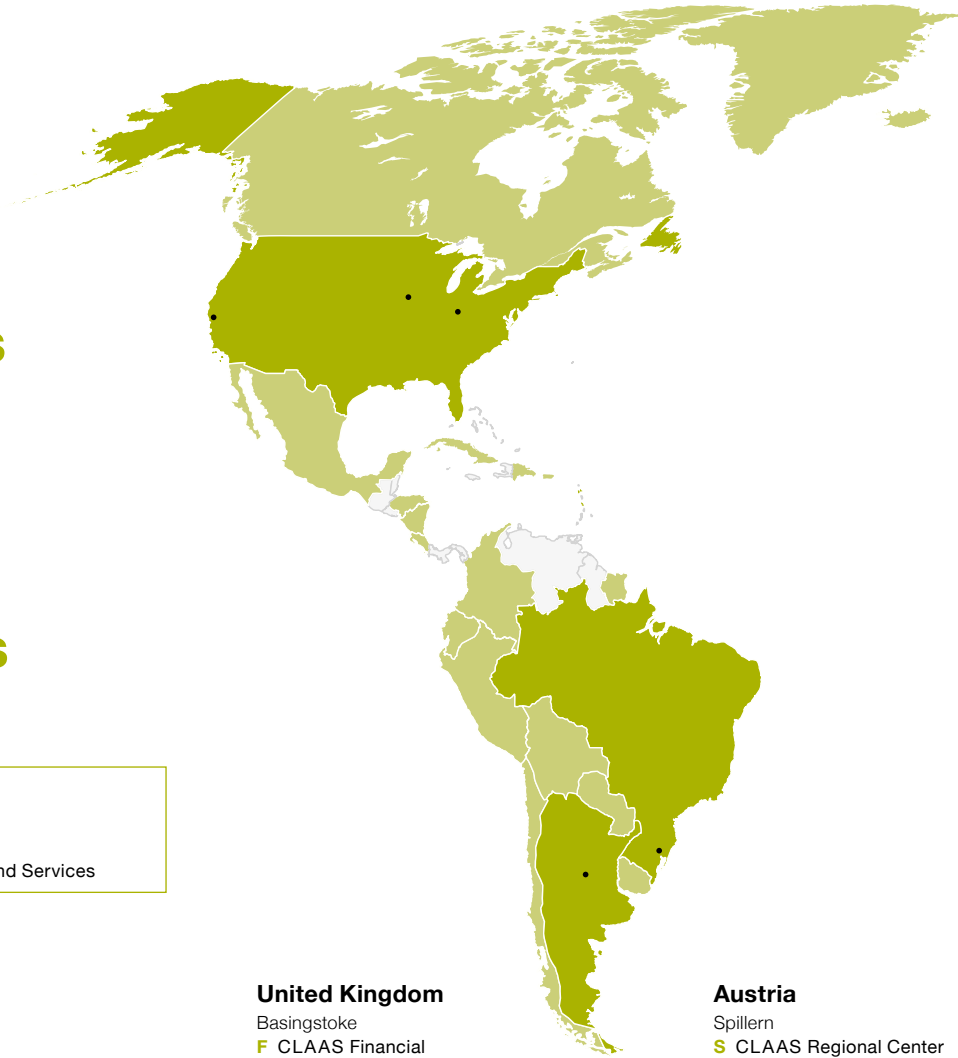 s
s
nd Services
United Kingdom
Basingstoke
F CLAAS Financial
Austria
Spillern
S CLAAS Regional Center